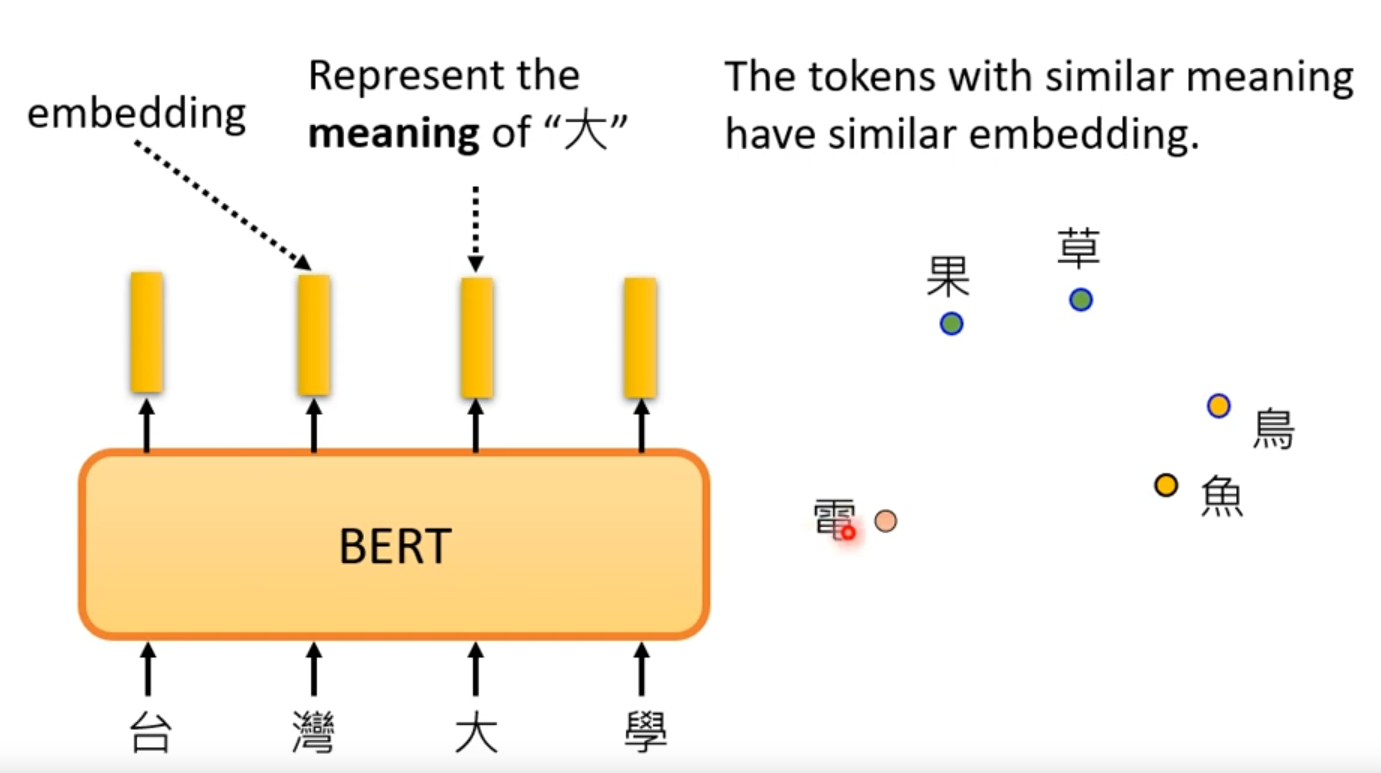 embedding
Represent the
meaning of “大”
The tokens with similar meaning
have similar embedding.
果
草
鳥
魚
電
BERT
台 灣 大 學